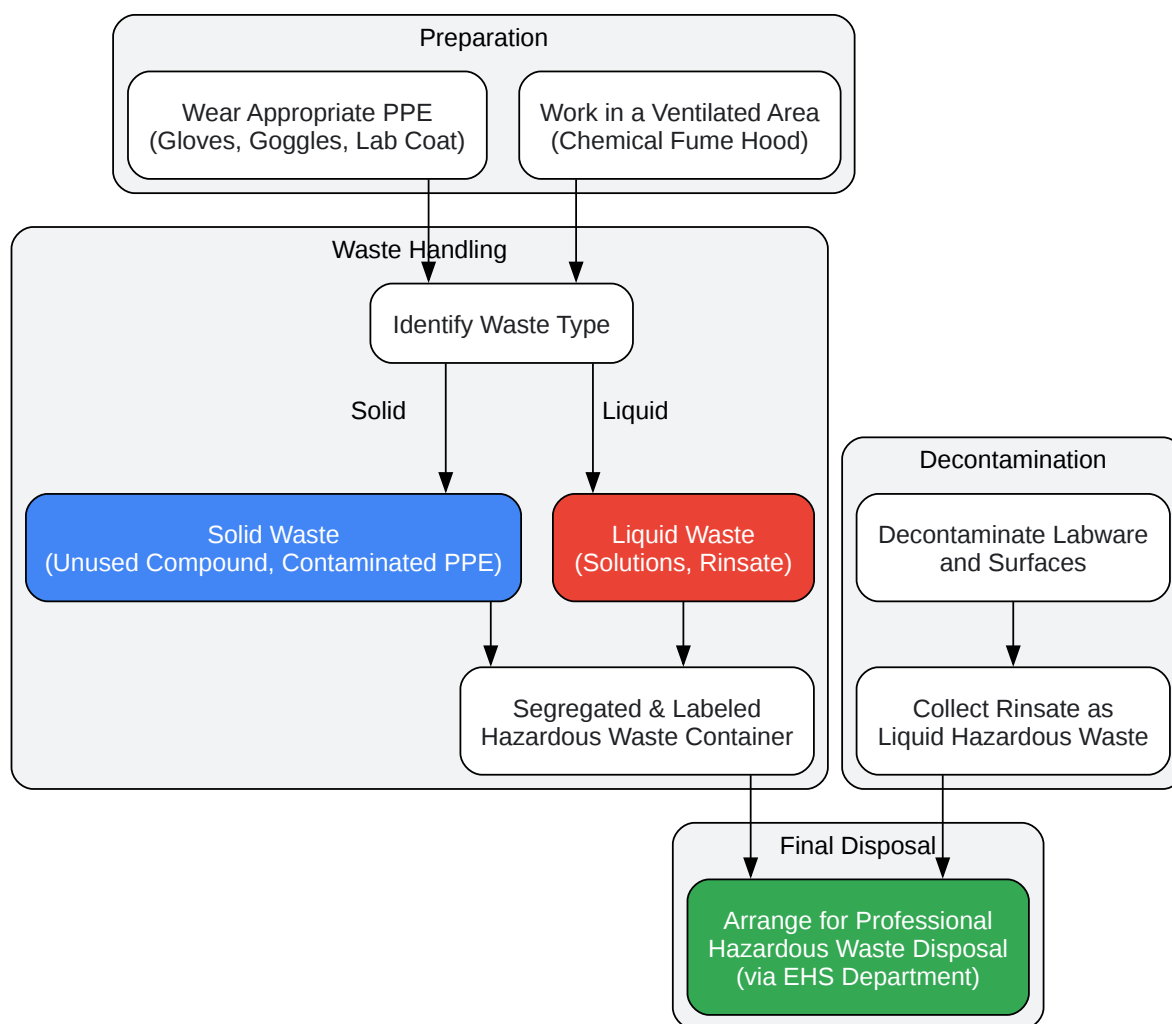 Preparation
Wear Appropriate PPE
(Gloves, Goggles, Lab Coat)
Work in a Ventilated Area
(Chemical Fume Hood)
Waste Handling
Identify Waste Type
Solid
Liquid
Solid Waste
(Unused Compound, Contaminated PPE)
Liquid Waste
(Solutions, Rinsate)
Segregated & Labeled
Hazardous Waste Container
Decontamination
Decontaminate Labware
and Surfaces
Collect Rinsate as
Liquid Hazardous Waste
Final Disposal
Arrange for Professional
Hazardous Waste Disposal
(via EHS Department)